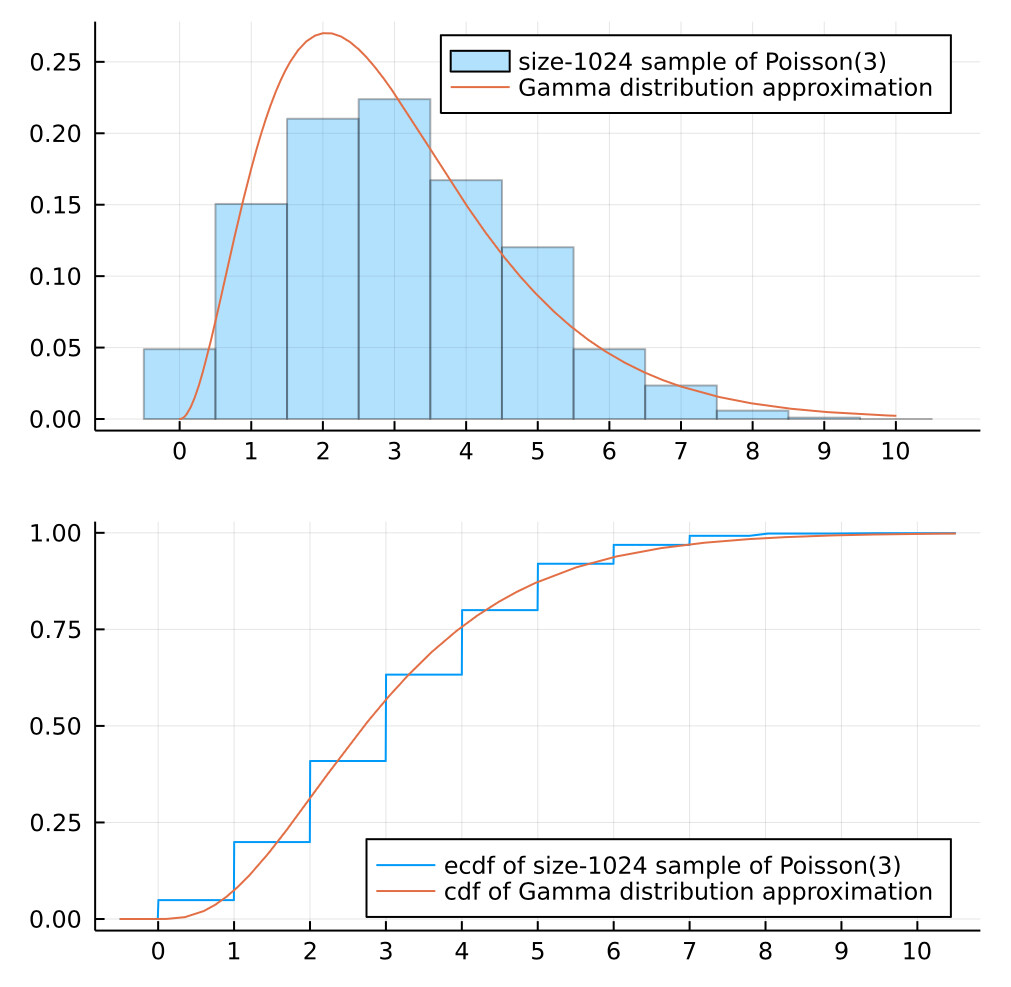 0.25
0.20
0.15
0.10
0.05
0.00
size-1024 sample of Poisson(3)
Gamma distribution approximation
0 1 2 3 4 5 6 7 8 9 10
1.00
0.75
0.50
0.25
0.00
ecdf of size-1024 sample of Poisson(3)
cdf of Gamma distribution approximation
0 1 2 3 4 5 6 7 8 9 10